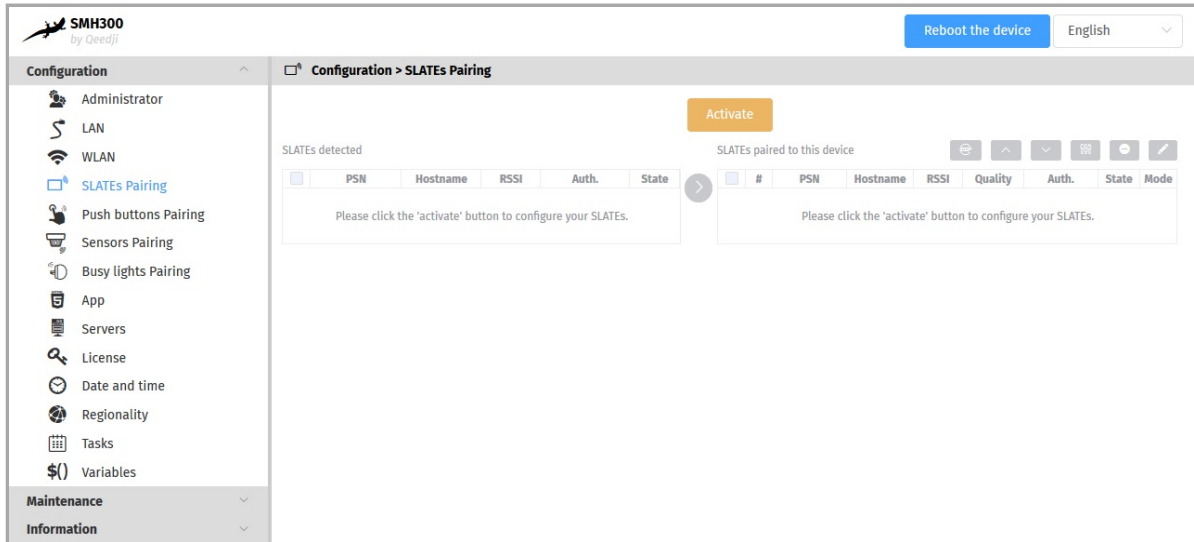 SMH300
by Qeedji
Reboot the device
English
Configuration
Configuration > SLATEs Pairing
Administrator
LAN
WLAN
SLATEs Pairing
Push buttons Pairing
Sensors Pairing
Busy lights Pairing
App
Servers
License
Date and time
Regionality
Tasks
$() Variables
Maintenance
Information
Activate
SLATEs detected
PSN Hostname RSSI Auth. State
Please click the 'activate' button to configure your SLATEs.
SLATEs paired to this device
# PSN Hostname RSSI Quality Auth. State Mode
Please click the 'activate' button to configure your SLATEs.